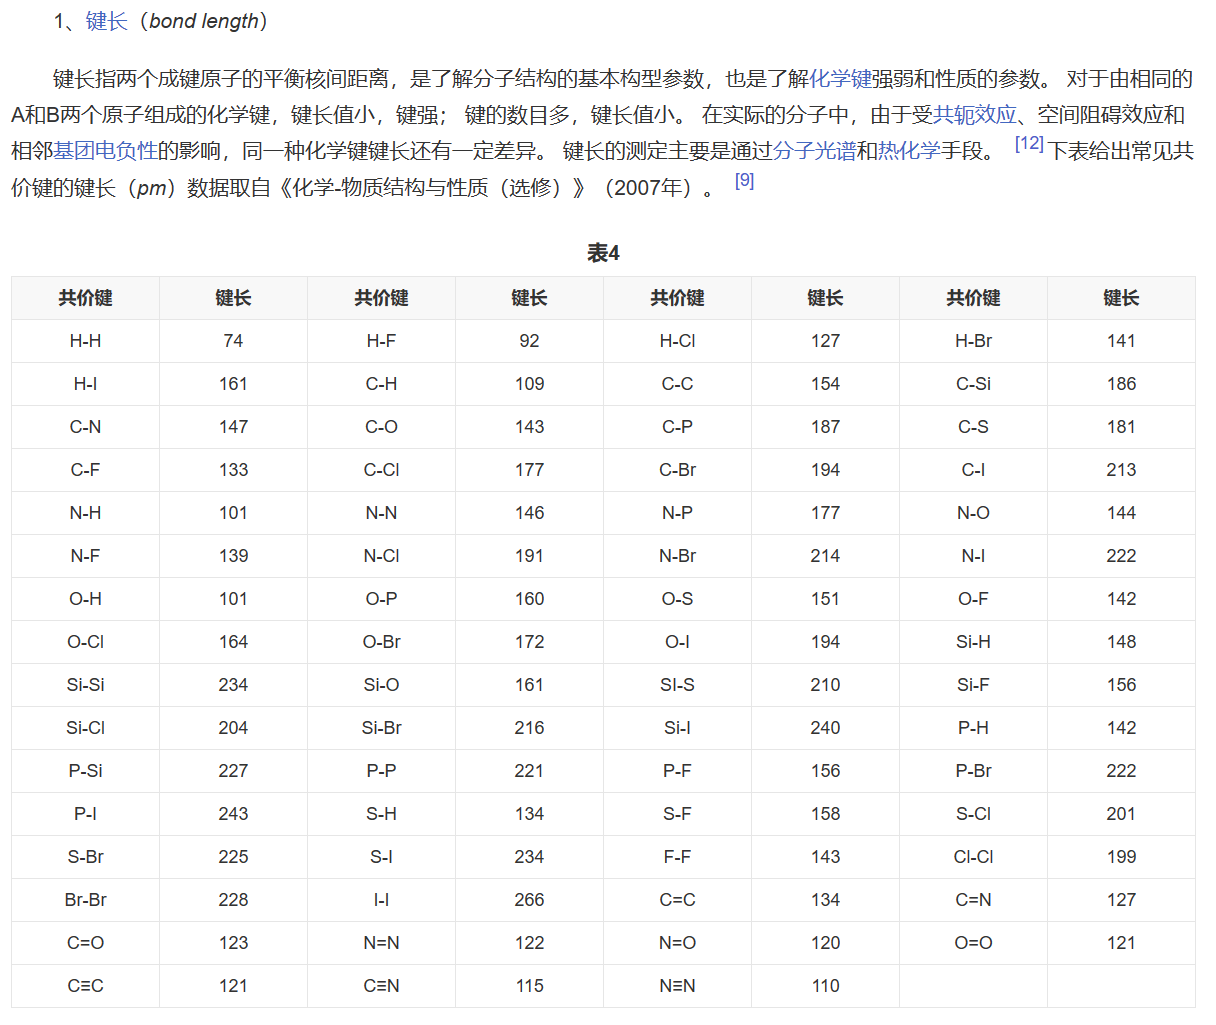 1、键长（bond length）
键长指两个成键原子的平衡核间距离，是了解分子结构的基本构型参数，也是了解化学键强弱和性质的参数。 对于由相同的
A和B两个原子组成的化学键，键长值小，键强； 键的数目多，键长值小。 在实际的分子中，由于受共轭效应、空间阻碍效应和
相邻基团电负性的影响，同一种化学键键长还有一定差异。 键长的测定主要是通过分子光谱和热化学手段。 [12] 下表给出常见共
价键的键长（pm）数据取自《化学-物质结构与性质（选修）》（2007年）。 [9]
表4
共价键 键长 共价键 键长 共价键 键长 共价键 键长
H-H 74 H-F 92 H-Cl 127 H-Br 141
H-I 161 C-H 109 C-C 154 C-Si 186
C-N 147 C-O 143 C-P 187 C-S 181
C-F 133 C-Cl 177 C-Br 194 C-I 213
N-H 101 N-N 146 N-P 177 N-O 144
N-F 139 N-Cl 191 N-Br 214 N-I 222
O-H 101 O-P 160 O-S 151 O-F 142
O-Cl 164 O-Br 172 O-I 194 Si-H 148
Si-Si 234 Si-O 161 SI-S 210 Si-F 156
Si-Cl 204 Si-Br 216 Si-I 240 P-H 142
P-Si 227 P-P 221 P-F 156 P-Br 222
P-I 243 S-H 134 S-F 158 S-Cl 201
S-Br 225 S-I 234 F-F 143 Cl-Cl 199
Br-Br 228 I-I 266 C=C 134 C=N 127
C=O 123 N=N 122 N=O 120 O=O 121
C≡C 121 C≡N 115 N≡N 110